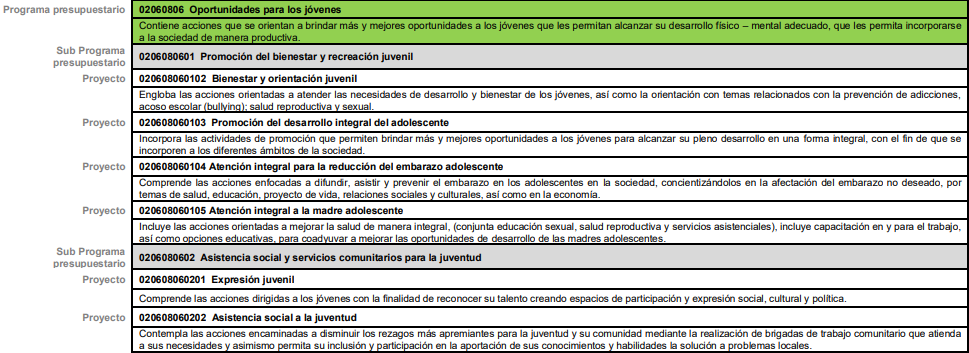 Programa presupuestario 02060806 Oportunidades para los jóvenes
Contiene acciones que se orientan a brindar más y mejores oportunidades a los jóvenes que les permitan alcanzar su desarrollo físico – mental adecuado, que les permita incorporarse
a la sociedad de manera productiva.
Sub Programa
presupuestario
0206080601 Promoción del bienestar y recreación juvenil
Proyecto 020608060102 Bienestar y orientación juvenil
Engloba las acciones orientadas a atender las necesidades de desarrollo y bienestar de los jóvenes, así como la orientación con temas relacionados con la prevención de adicciones,
acoso escolar (bullying); salud reproductiva y sexual.
Proyecto 020608060103 Promoción del desarrollo integral del adolescente
Incorpora las actividades de promoción que permiten brindar más y mejores oportunidades a los jóvenes para alcanzar su pleno desarrollo en una forma integral, con el fin de que se
incorporen a los diferentes ámbitos de la sociedad.
Proyecto 020608060104 Atención integral para la reducción del embarazo adolescente
Comprende las acciones enfocadas a difundir, asistir y prevenir el embarazo en los adolescentes en la sociedad, concientizándolos en la afectación del embarazo no deseado, por
temas de salud, educación, proyecto de vida, relaciones sociales y culturales, así como en la economía.
Proyecto 020608060105 Atención integral a la madre adolescente
Incluye las acciones orientadas a mejorar la salud de manera integral, (conjunta educación sexual, salud reproductiva y servicios asistenciales), incluye capacitación en y para el trabajo,
así como opciones educativas, para coadyuvar a mejorar las oportunidades de desarrollo de las madres adolescentes.
Sub Programa
presupuestario
0206080602 Asistencia social y servicios comunitarios para la juventud
Proyecto 020608060201 Expresión juvenil
Comprende las acciones dirigidas a los jóvenes con la finalidad de reconocer su talento creando espacios de participación y expresión social, cultural y política.
Proyecto 020608060202 Asistencia social a la juventud
Contempla las acciones encaminadas a disminuir los rezagos más apremiantes para la juventud y su comunidad mediante la realización de brigadas de trabajo comunitario que atienda
a sus necesidades y asimismo permita su inclusión y participación en la aportación de sus conocimientos y habilidades la solución a problemas locales.